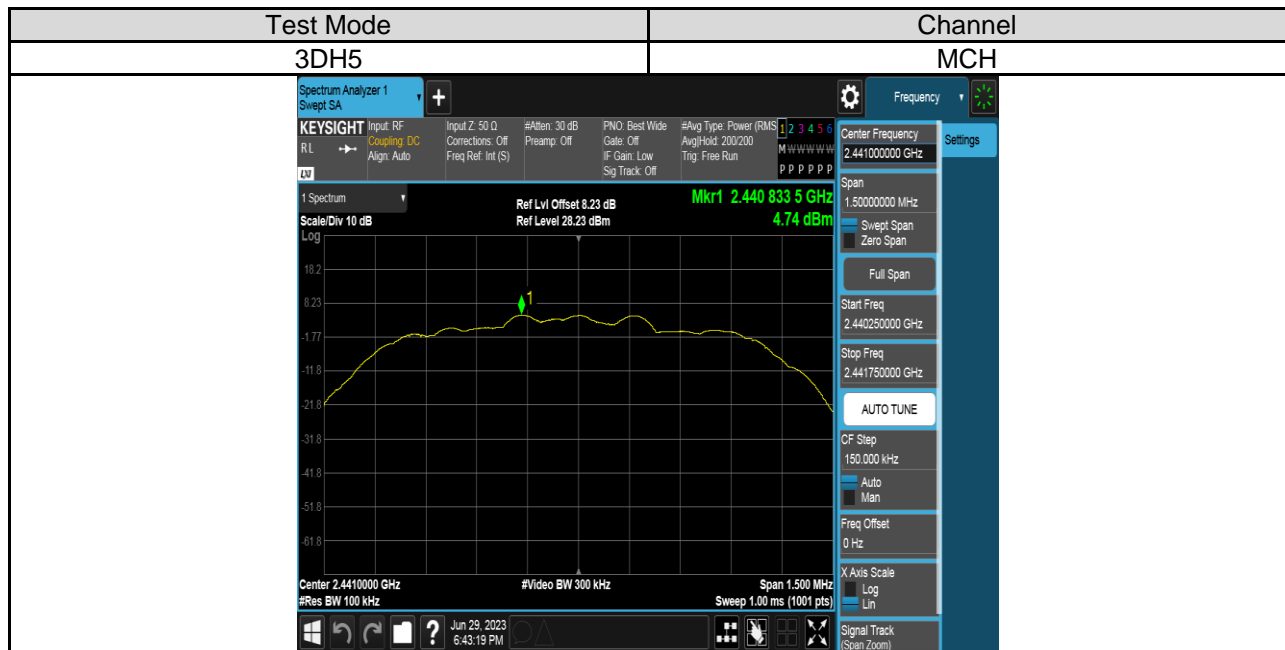 Test Mode Channel
3DH5 MCH
Spectrum Analyzer 1
Swept SA
+
Frequency
KEYSIGHT
RL
LXI
Input: RF
Coupling: DC
Align: Auto
Input Z: 50 Ω
Corrections: Off
Freq Ref: Int (S)
#Atten: 30 dB
Preamp: Off
PNO: Best Wide
Gate: Off
IF Gain: Low
Sig Track: Off
#Avg Type: Power (RMS
Avg|Hold: 200/200
Trig: Free Run
1 2 3 4 5 6
M W W W W W
P P P P P P
1 Spectrum
Scale/Div 10 dB
Log
Ref Lvl Offset 8.23 dB
Ref Level 28.23 dBm
Mkr1 2.440 833 5 GHz
4.74 dBm
18.2
8.23
-1.77
-11.8
-21.8
-31.8
-41.8
-51.8
-61.8
1
Center 2.4410000 GHz
#Res BW 100 kHz
#Video BW 300 kHz
Span 1.500 MHz
Sweep 1.00 ms (1001 pts)
?
Jun 29, 2023
6:43:19 PM
Center Frequency
2.441000000 GHz
Settings
Span
1.50000000 MHz
Swept Span
Zero Span
Full Span
Start Freq
2.440250000 GHz
Stop Freq
2.441750000 GHz
AUTO TUNE
CF Step
150.000 kHz
Auto
Man
Freq Offset
0 Hz
X Axis Scale
Log
Lin
Signal Track
(Span Zoom)